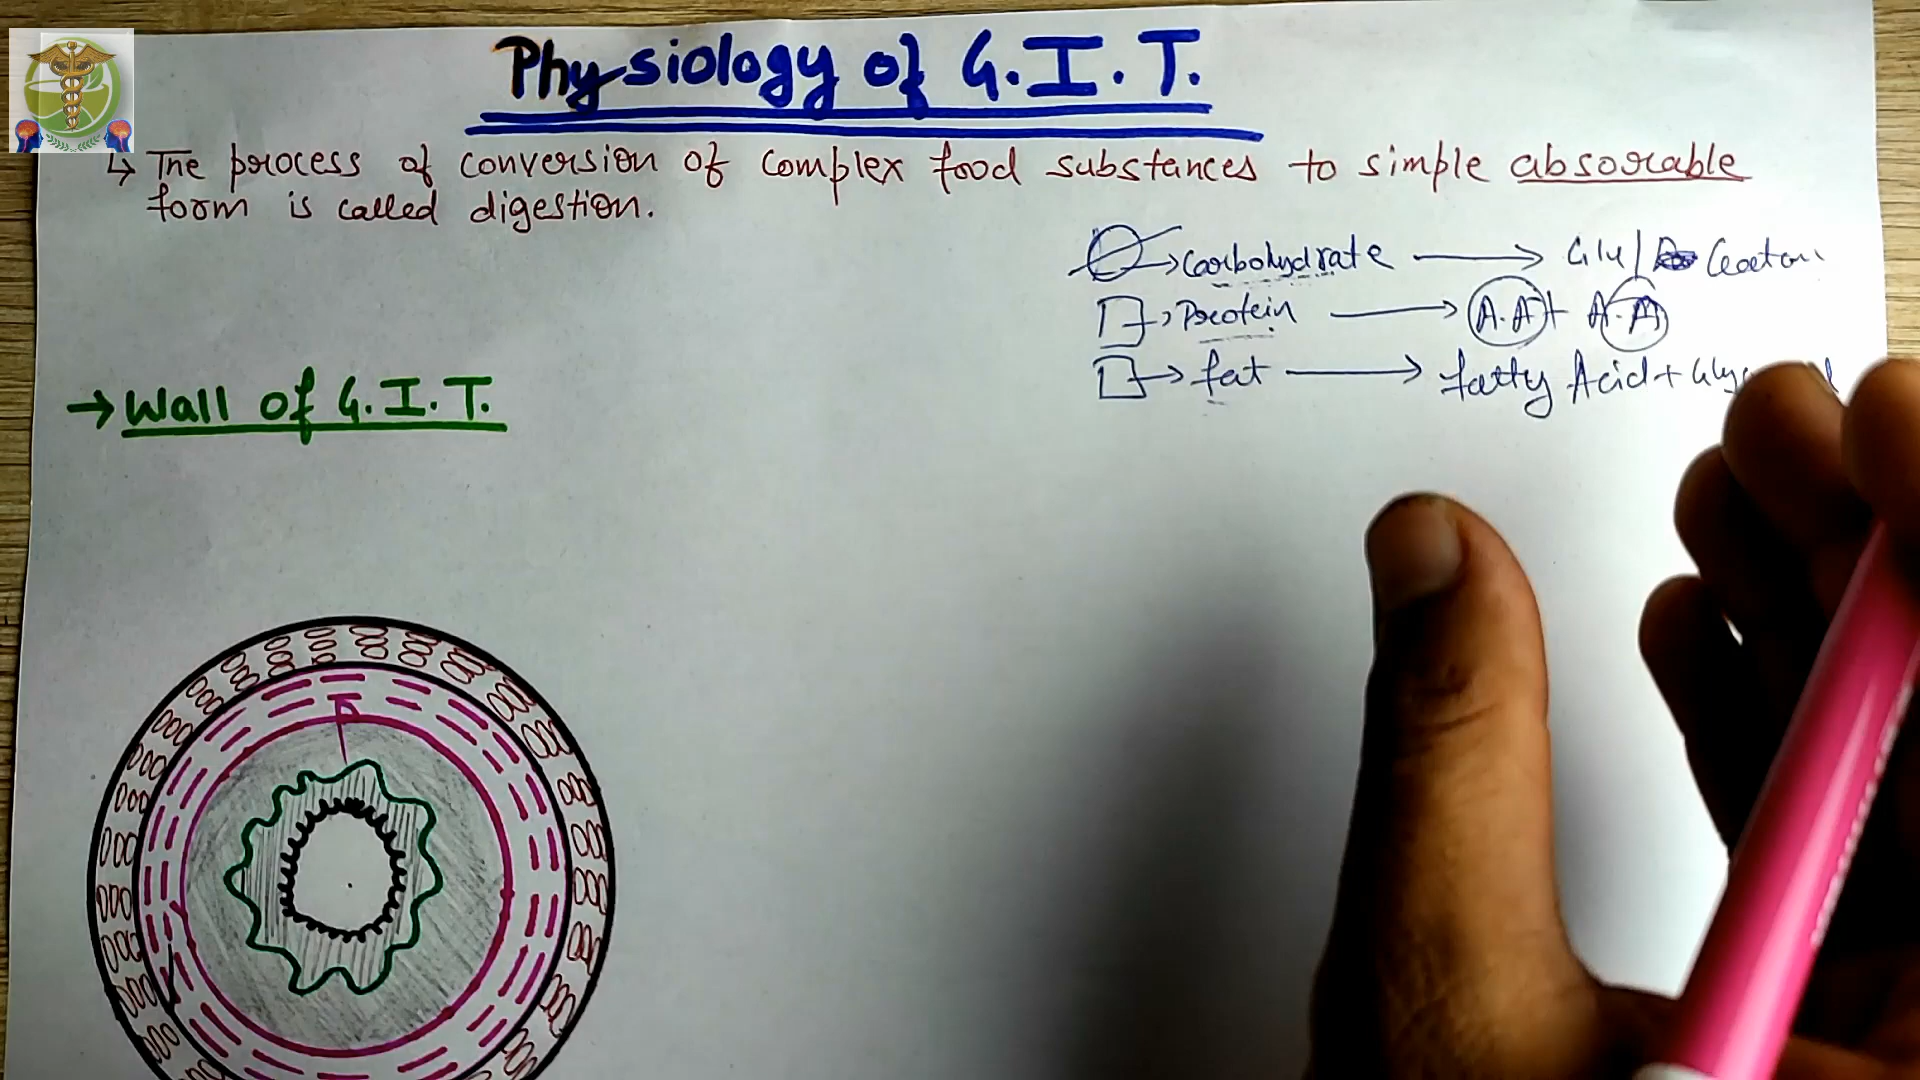 Physiology of G.I.T.
↳ The process of conversion of complex food substances to simple absorable
form is called digestion.
→ Carbohydrate → Glu/
→ Protein → A.A + A.A
→ fat → fatty Acid +
→ Wall of G.I.T.